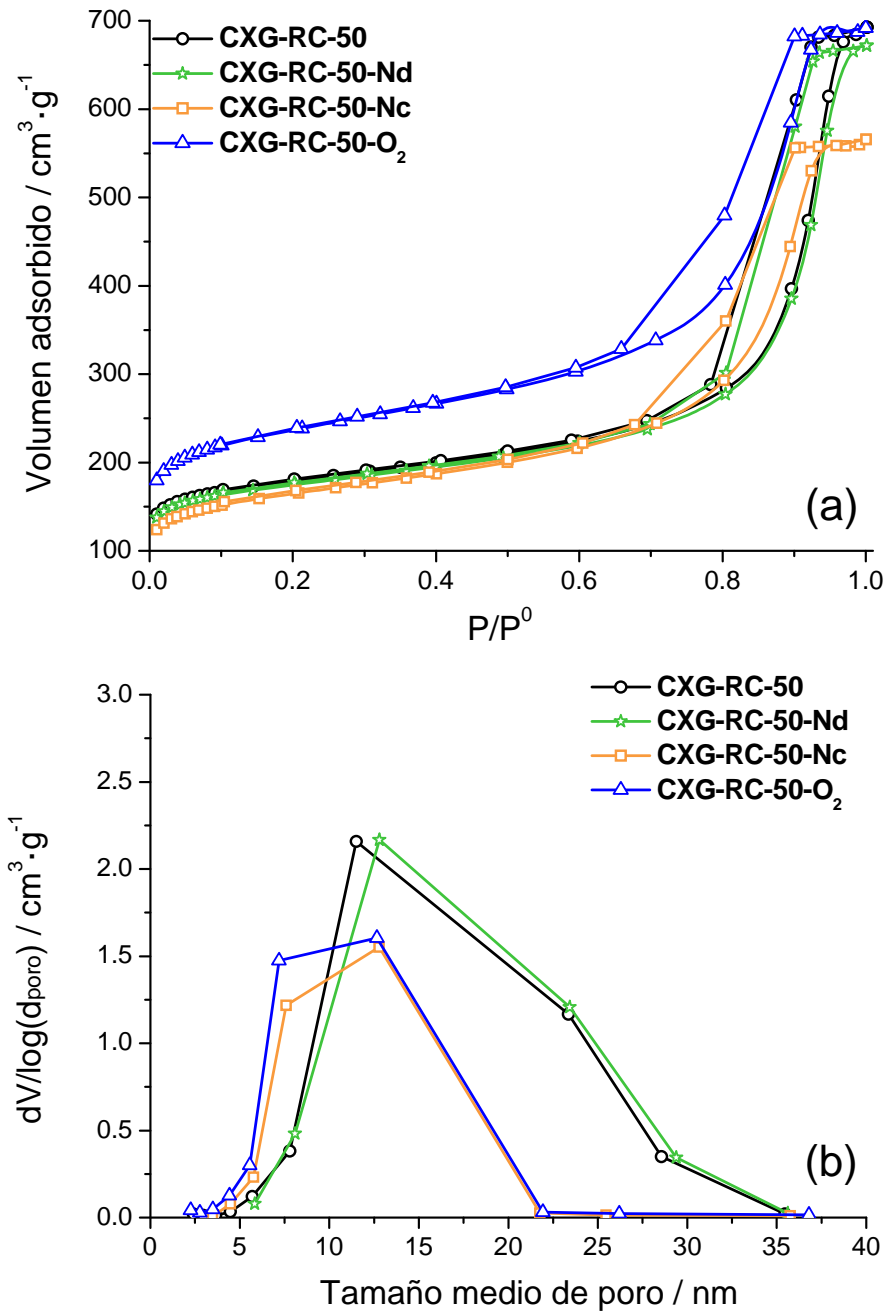 CXG-RC-50
CXG-RC-50-Nd
CXG-RC-50-Nc
CXG-RC-50-O₂
700
600
500
400
300
200
100
Volumen adsorbido / cm³·g⁻¹
(a)
0.0 0.2 0.4 0.6 0.8 1.0
P/P⁰
CXG-RC-50
CXG-RC-50-Nd
CXG-RC-50-Nc
CXG-RC-50-O₂
3.0
2.5
2.0
1.5
1.0
0.5
0.0
dV/log(dporo) / cm³·g⁻¹
(b)
0 5 10 15 20 25 30 35 40
Tamaño medio de poro / nm